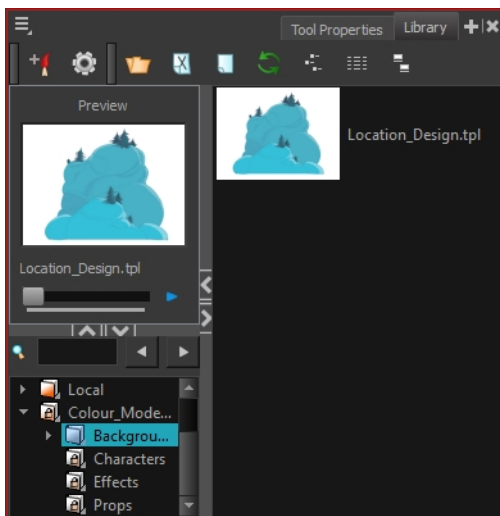 Tool Properties
Library
Preview
Location_Design.tpl
Location_Design.tpl
Local
Colour_Mode...
Backgrou...
Characters
Effects
Props